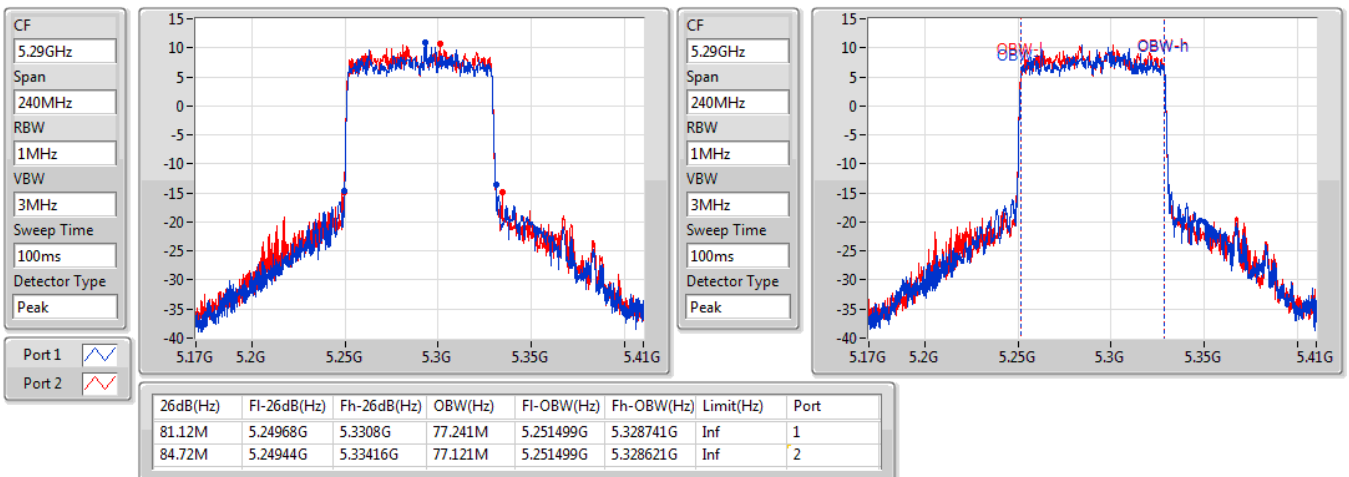 CF
5.29GHz
Span
240MHz
RBW
1MHz
VBW
3MHz
Sweep Time
100ms
Detector Type
Peak
Port 1
Port 2
15
10
5
0
-5
-10
-15
-20
-25
-30
-35
-40
5.17G 5.2G 5.25G 5.3G 5.35G 5.41G
CF
5.29GHz
Span
240MHz
RBW
1MHz
VBW
3MHz
Sweep Time
100ms
Detector Type
Peak
15
10
5
0
-5
-10
-15
-20
-25
-30
-35
-40
OBW-h
5.17G 5.2G 5.25G 5.3G 5.35G 5.41G
26dB(Hz) Fl-26dB(Hz) Fh-26dB(Hz) OBW(Hz) Fl-OBW(Hz) Fh-OBW(Hz) Limit(Hz) Port
81.12M 5.24968G 5.3308G 77.241M 5.251499G 5.328741G Inf 1
84.72M 5.24944G 5.33416G 77.121M 5.251499G 5.328621G Inf 2